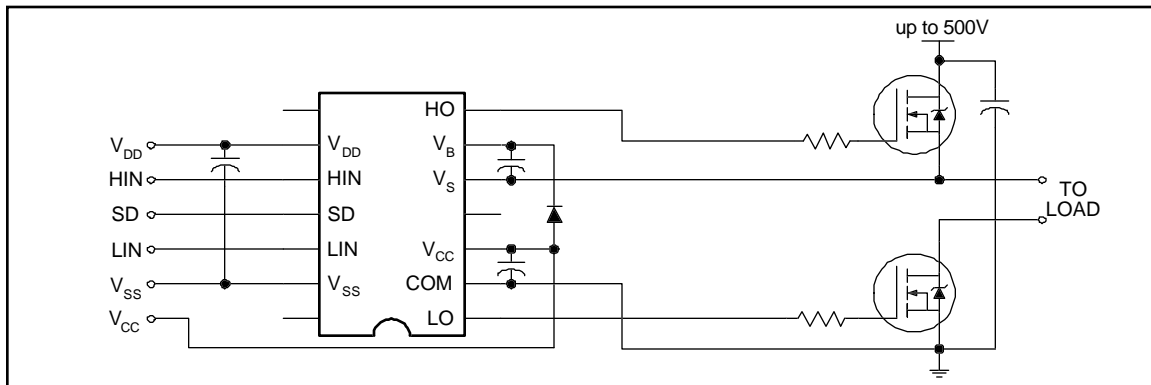 up to 500V
HO
V_DD V_DD V_B
HIN HIN V_S
SD SD
LIN LIN V_CC
V_SS V_SS COM
V_CC LO
TO
LOAD